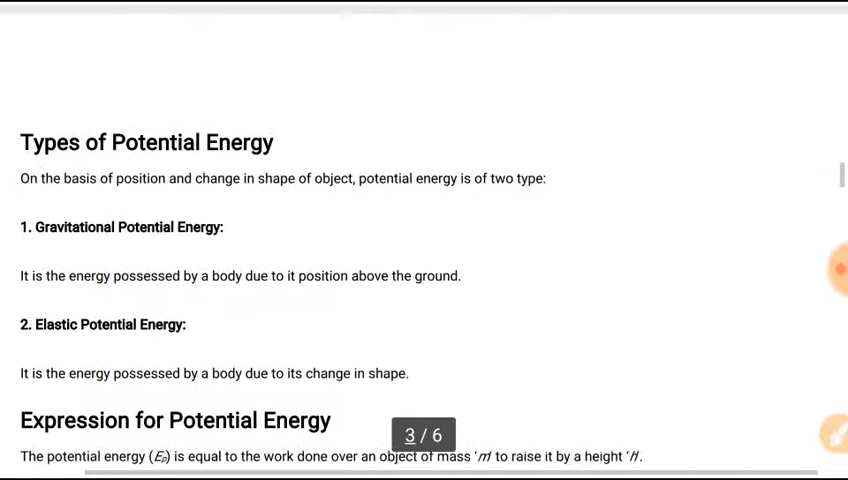 Types of Potential Energy
On the basis of position and change in shape of object, potential energy is of two type:
1. Gravitational Potential Energy:
It is the energy possessed by a body due to it position above the ground.
2. Elastic Potential Energy:
It is the energy possessed by a body due to its change in shape.
Expression for Potential Energy
3 / 6
The potential energy (Eₚ) is equal to the work done over an object of mass 'm' to raise it by a height 'h'.